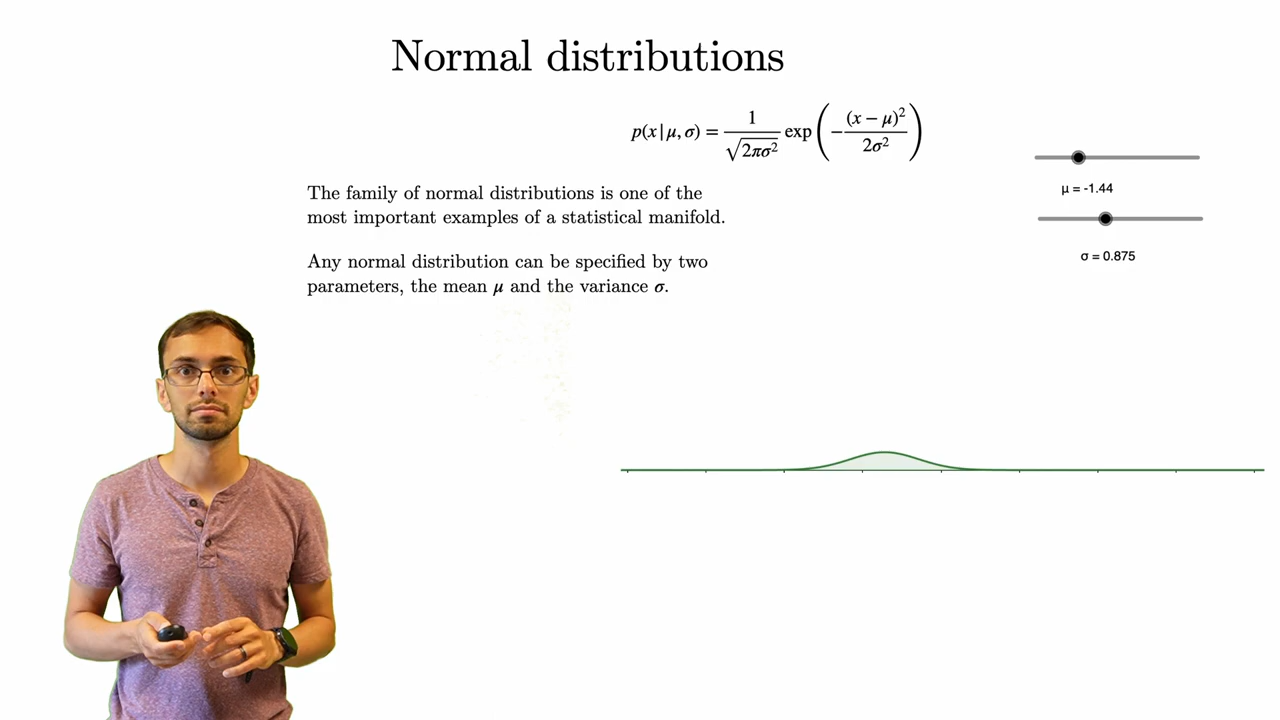 Normal distributions
p(x|μ, σ) = 1/√(2πσ²) exp(−(x − μ)²/2σ²)
The family of normal distributions is one of the
most important examples of a statistical manifold.
Any normal distribution can be specified by two
parameters, the mean μ and the variance σ.
μ = -1.44
σ = 0.875